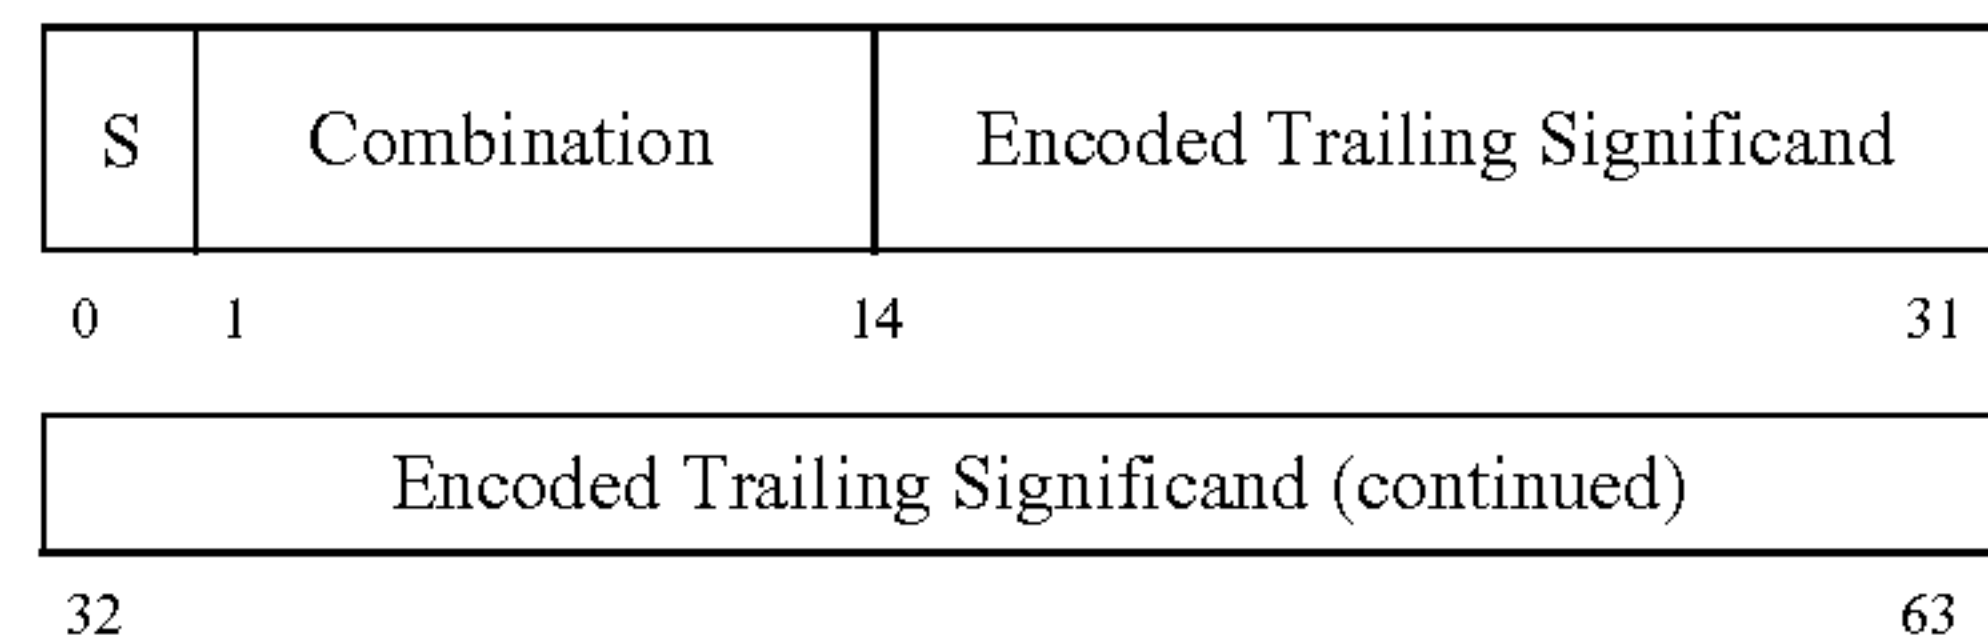 S Combination Encoded Trailing Significand
0 1 14 31
Encoded Trailing Significand (continued)
32 63